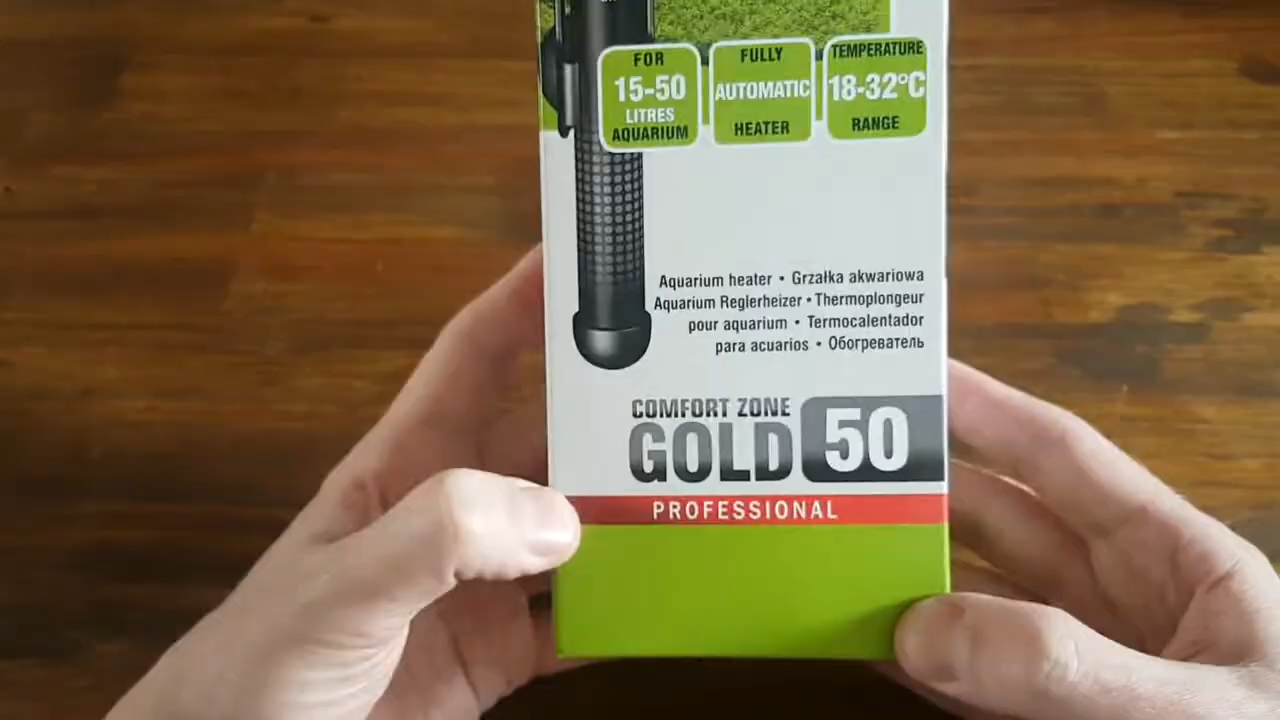 FOR
15-50
LITRES
AQUARIUM
FULLY
AUTOMATIC
HEATER
TEMPERATURE
18-32°C
RANGE
Aquarium heater • Grzałka akwariowa
Aquarium Reglerheizer • Thermoplongeur
pour aquarium • Termocalentador
para acuarios • Обогреватель
COMFORT ZONE
GOLD 50
PROFESSIONAL